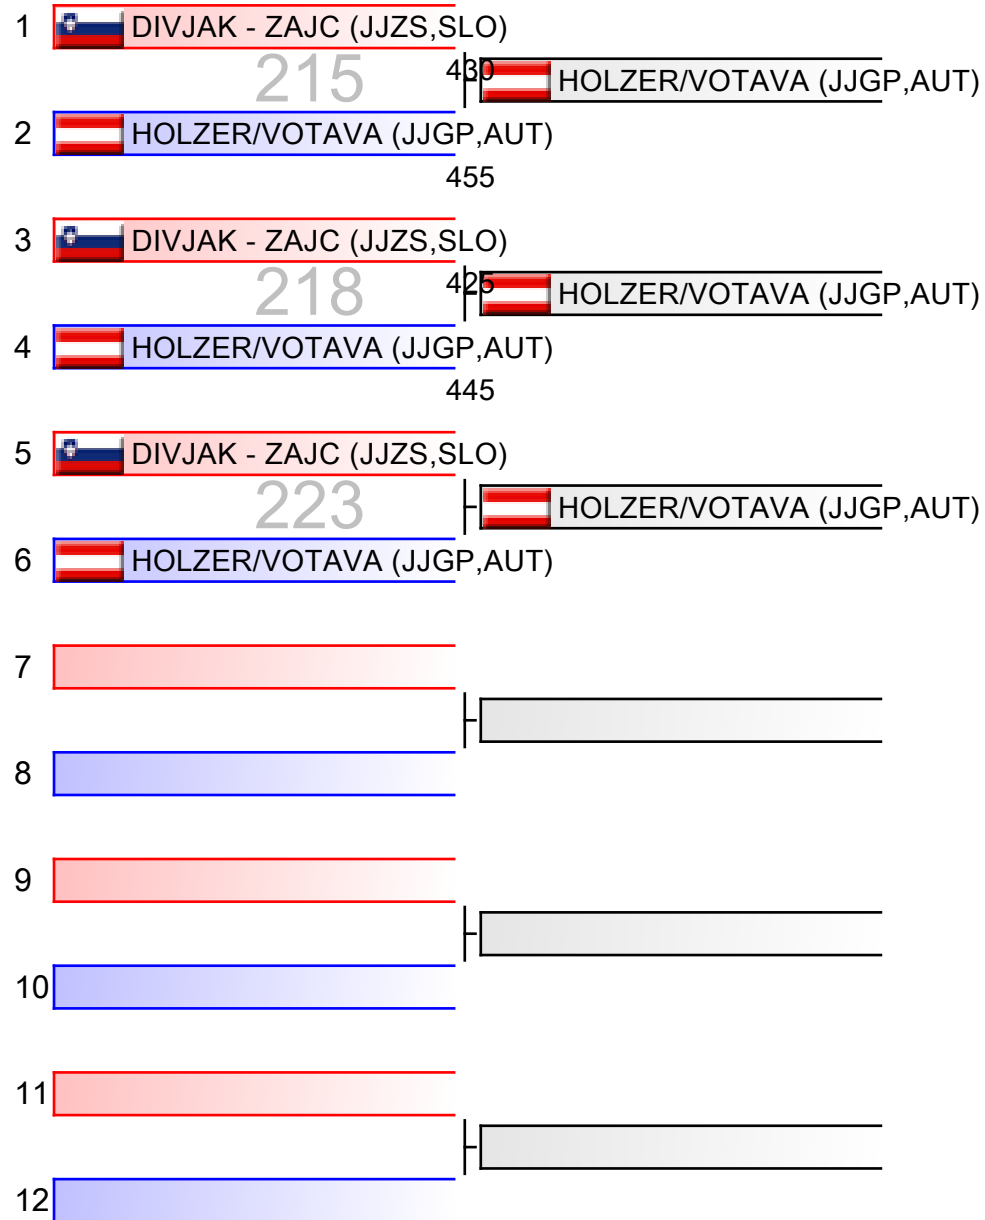 1 DIVJAK - ZAJC (JJZS,SLO)
215 430 HOLZER/VOTAVA (JJGP,AUT)
2 HOLZER/VOTAVA (JJGP,AUT)
455
3 DIVJAK - ZAJC (JJZS,SLO)
218 425 HOLZER/VOTAVA (JJGP,AUT)
4 HOLZER/VOTAVA (JJGP,AUT)
445
5 DIVJAK - ZAJC (JJZS,SLO)
223 HOLZER/VOTAVA (JJGP,AUT)
6 HOLZER/VOTAVA (JJGP,AUT)
7
8
9
10
11
12